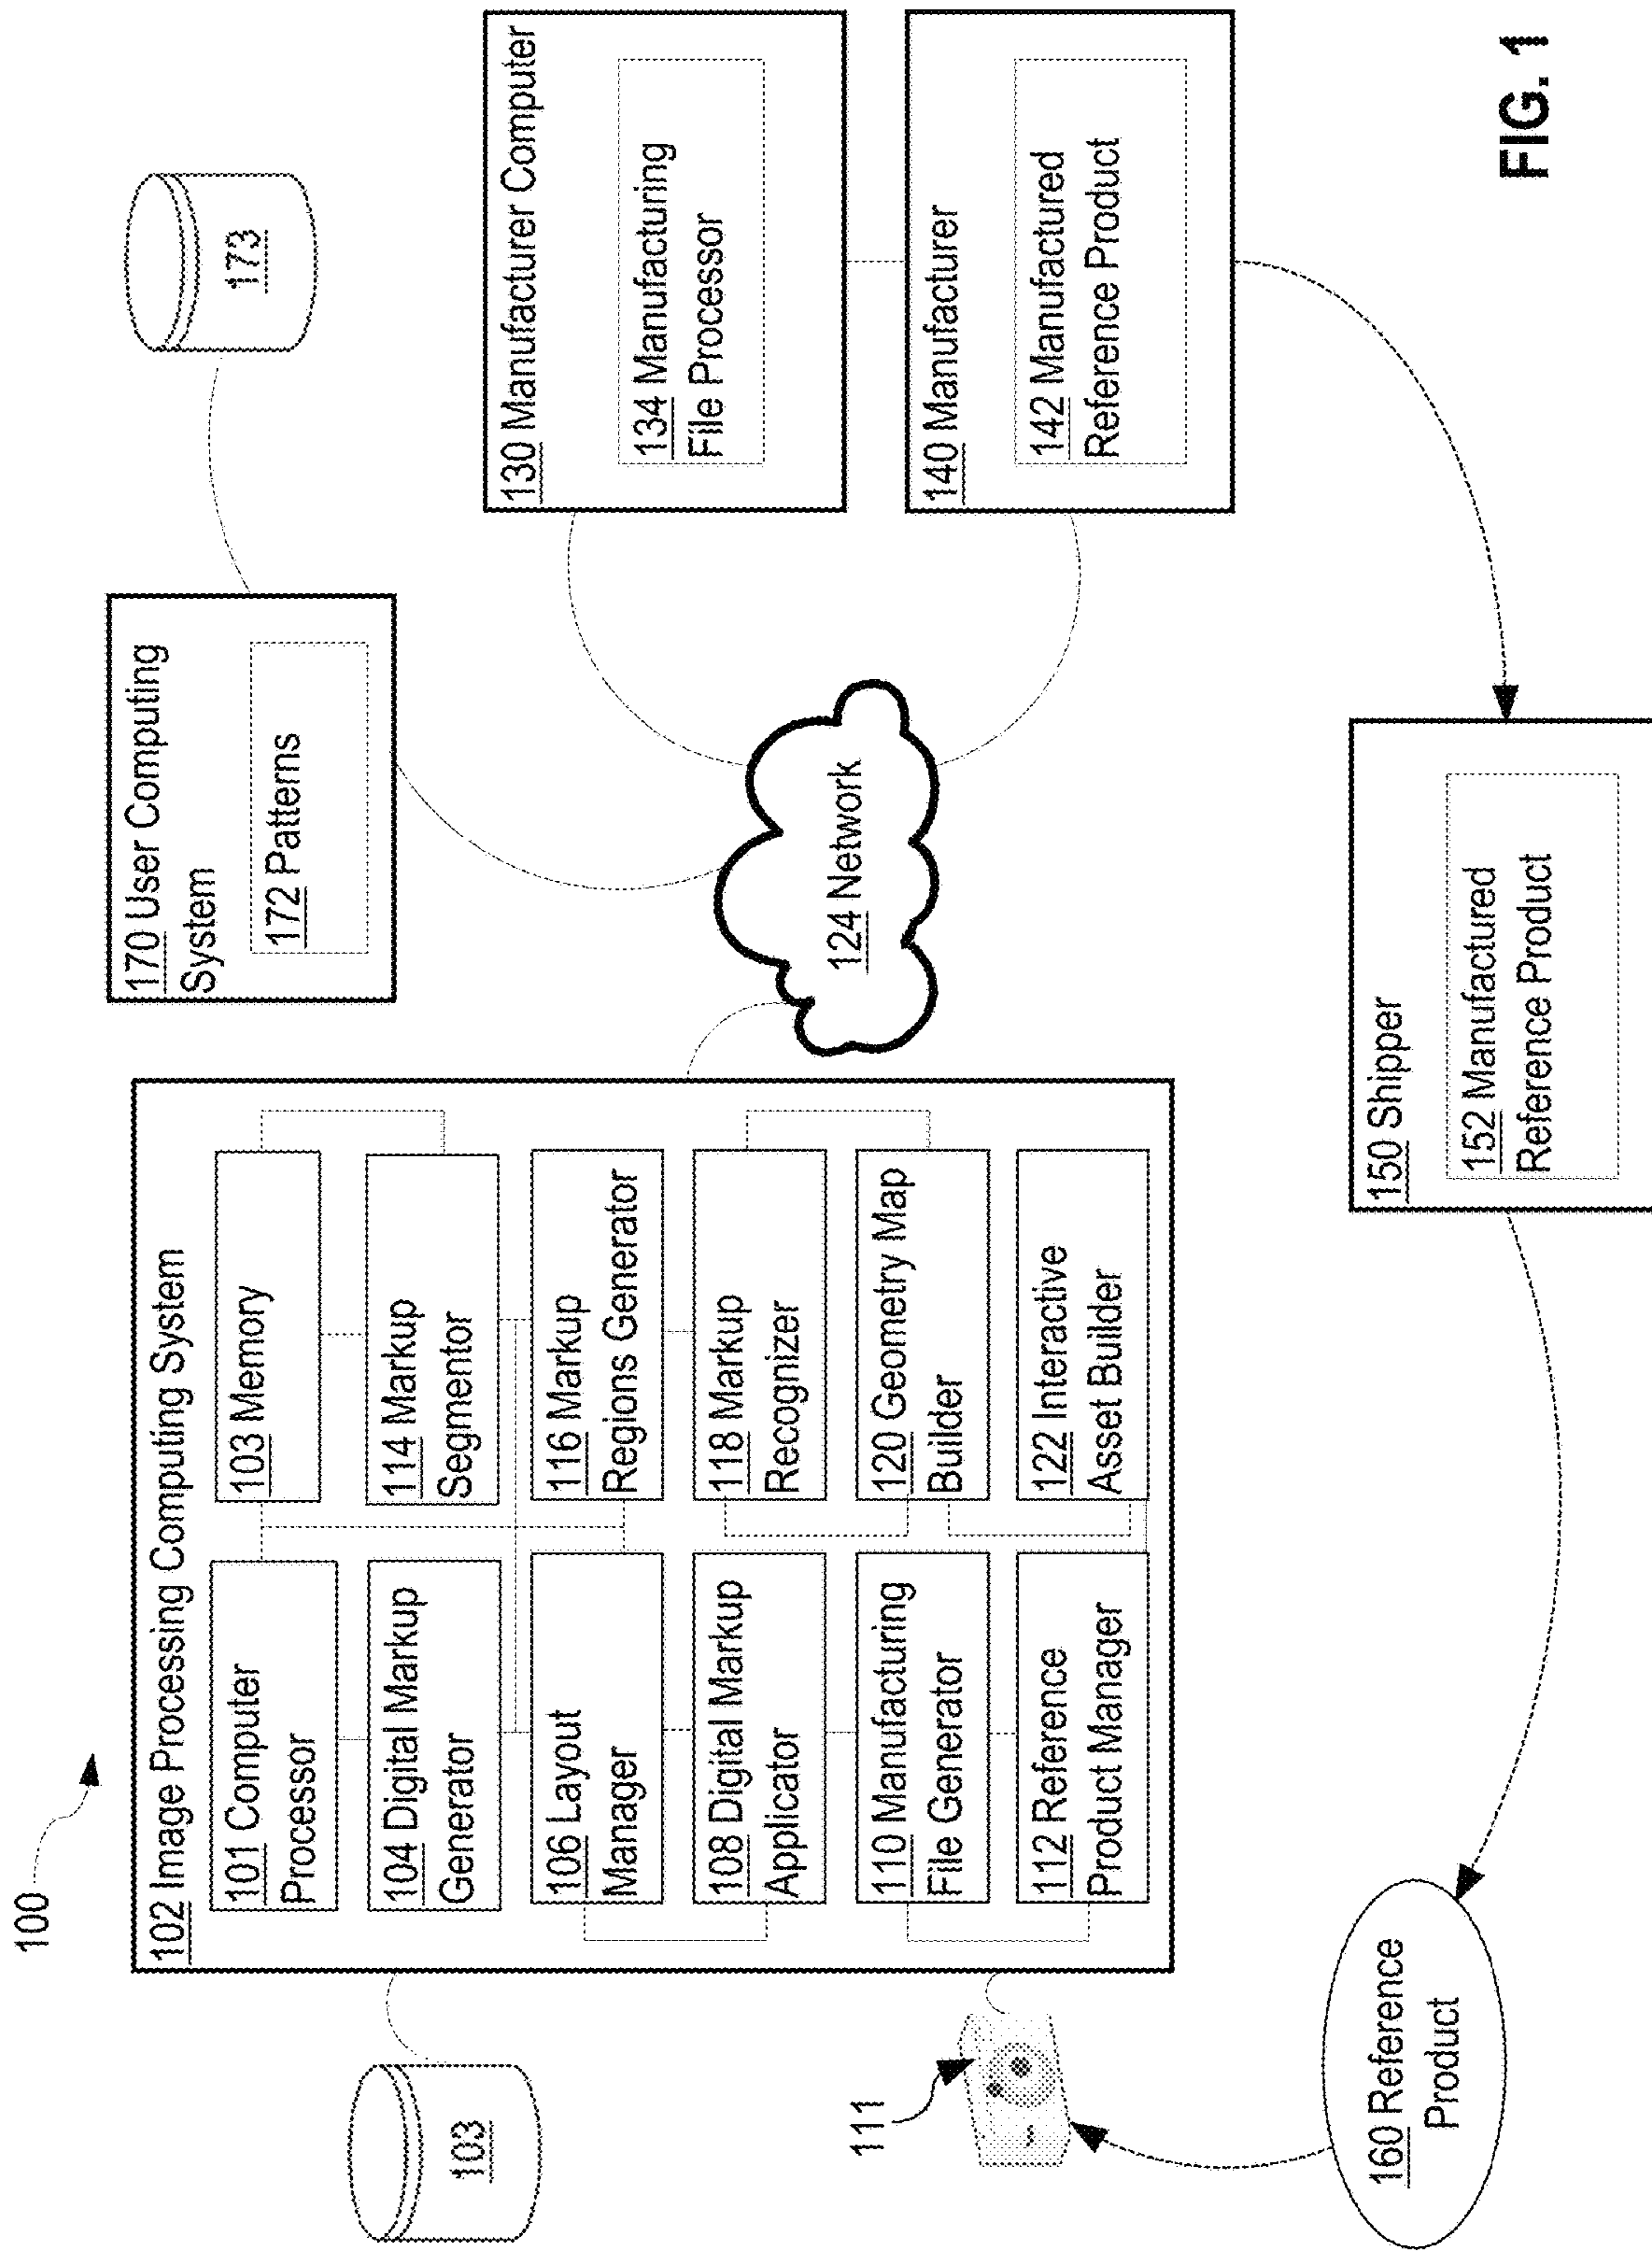 100
102 Image Processing Computing System
101 Computer
Processor
103 Memory
104 Digital Markup
Generator
114 Markup
Segmentor
106 Layout
Manager
116 Markup
Regions Generator
108 Digital Markup
Applicator
118 Markup
Recognizer
110 Manufacturing
File Generator
120 Geometry Map
Builder
112 Reference
Product Manager
122 Interactive
Asset Builder
103
111
160 Reference
Product
170 User Computing
System
172 Patterns
173
124 Network
130 Manufacturer Computer
134 Manufacturing
File Processor
140 Manufacturer
142 Manufactured
Reference Product
150 Shipper
152 Manufactured
Reference Product
FIG. 1